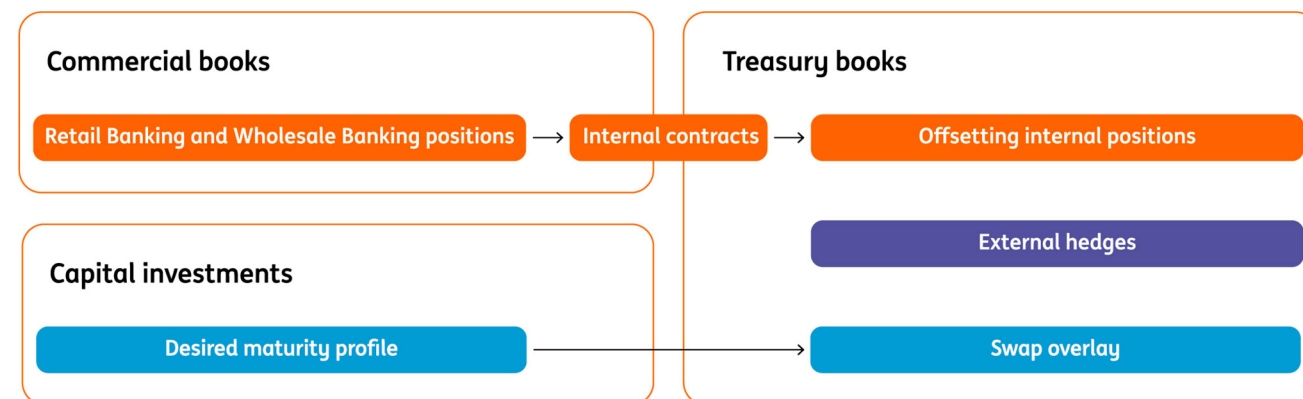 Commercial books
Retail Banking and Wholesale Banking positions
Internal contracts
Treasury books
Offsetting internal positions
External hedges
Capital investments
Desired maturity profile
Swap overlay